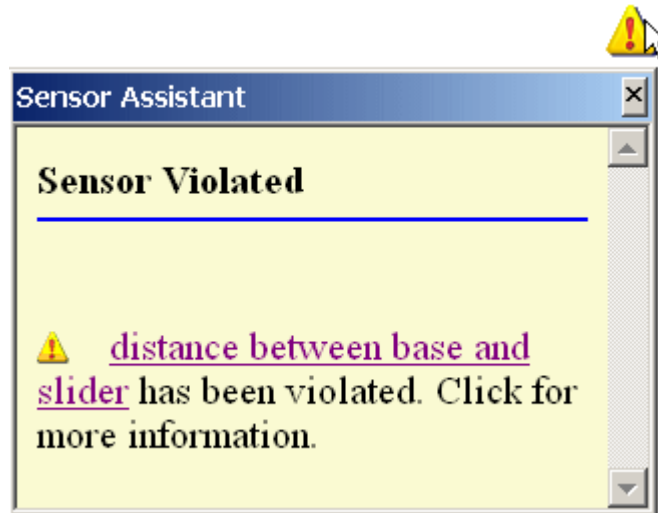 Sensor Assistant
Sensor Violated
distance between base and
slider has been violated. Click for
more information.